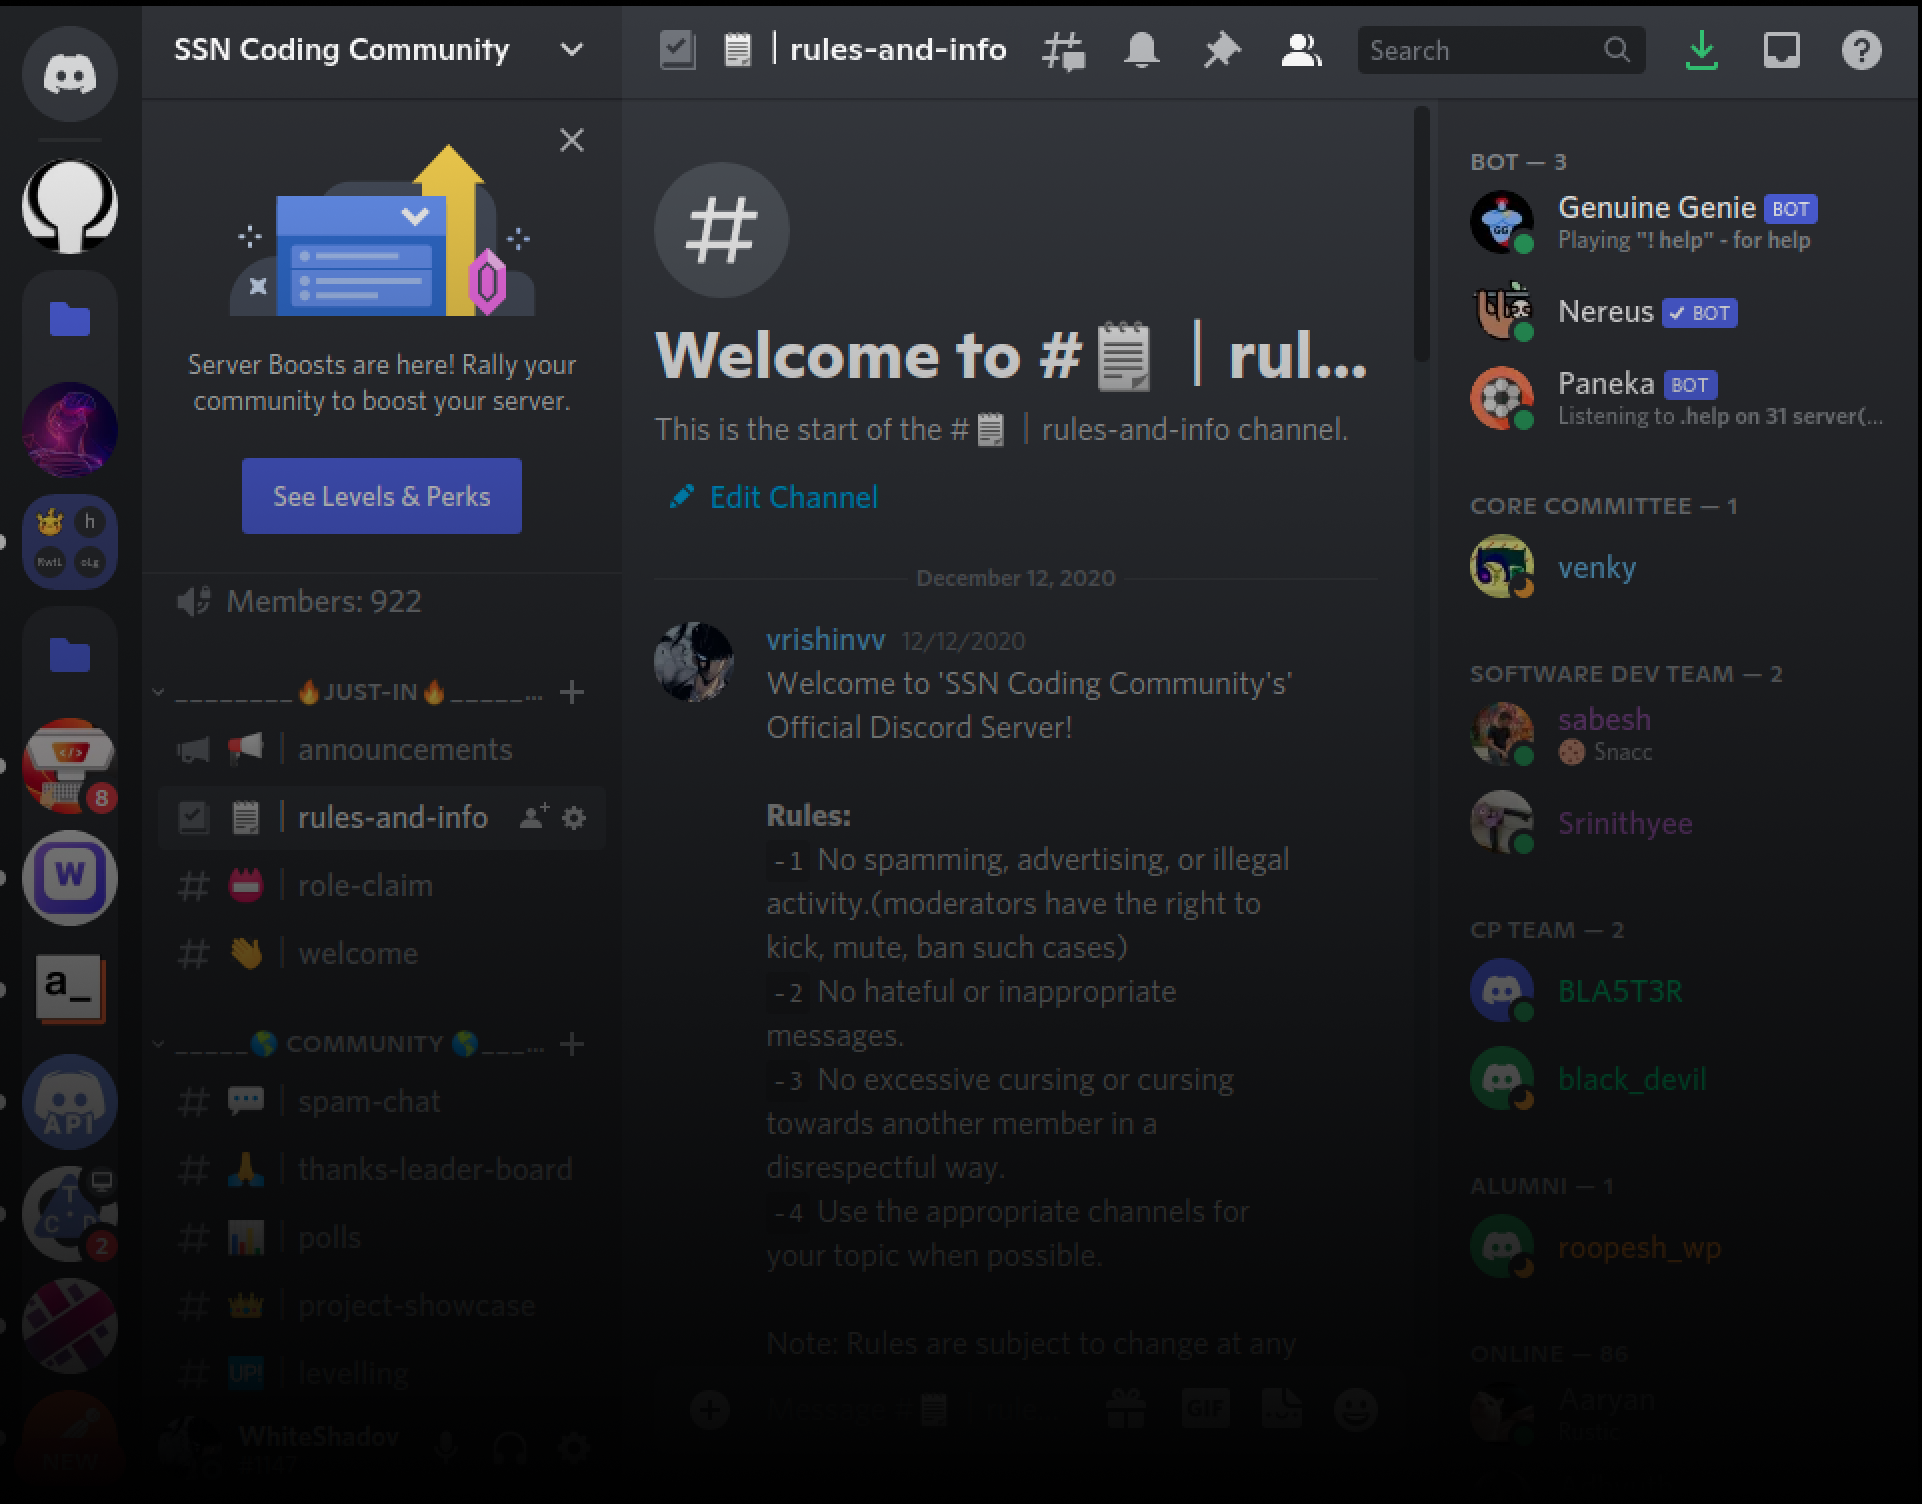 SSN Coding Community
Server Boosts are here! Rally your
community to boost your server.
See Levels & Perks
Members: 922
________🔥JUST-IN🔥_____...
📢 | announcements
🗒 | rules-and-info
📛 | role-claim
👋 | welcome
_____🌎 COMMUNITY 🌎___...
💬 | spam-chat
🙏 | thanks-leader-board
📊 | polls
👑 | project-showcase
🆙 | levelling
WhiteShadov
h
RwtL
cLg
</>
8
W
a_
API
T
C
D
2
NEW
🗒 | rules-and-info
Search
#
Welcome to #🗒 | rul...
This is the start of the #🗒 | rules-and-info channel.
Edit Channel
December 12, 2020
vrishinvv 12/12/2020
Welcome to 'SSN Coding Community's'
Official Discord Server!
Rules:
-1 No spamming, advertising, or illegal
activity.(moderators have the right to
kick, mute, ban such cases)
-2 No hateful or inappropriate
messages.
-3 No excessive cursing or cursing
towards another member in a
disrespectful way.
-4 Use the appropriate channels for
your topic when possible.
Note: Rules are subject to change at any
Message #🗒 | rule...
GIF
BOT — 3
Genuine Genie BOT
Playing "! help" - for help
GG
Nereus ✓ BOT
Paneka BOT
Listening to .help on 31 server(...
CORE COMMITTEE — 1
venky
SOFTWARE DEV TEAM — 2
sabesh
Snacc
Srinithyee
CP TEAM — 2
BLA5T3R
black_devil
ALUMNI — 1
roopesh_wp
ONLINE — 86
Aaryan
Rustic